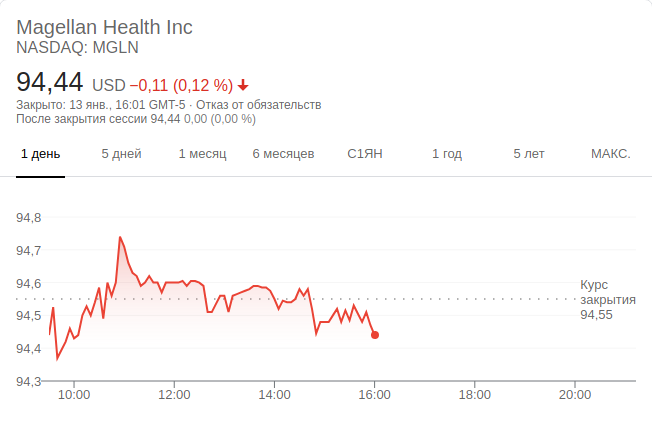 Magellan Health Inc
NASDAQ: MGLN
94,44 USD −0,11 (0,12 %)
Закрыто: 13 янв., 16:01 GMT-5 · Отказ от обязательств
После закрытия сессии 94,44 0,00 (0,00 %)
1 день 5 дней 1 месяц 6 месяцев С1ЯН 1 год 5 лет МАКС.
94,8
94,7
94,6
94,5
94,4
94,3
Курс
закрытия
94,55
10:00 12:00 14:00 16:00 18:00 20:00